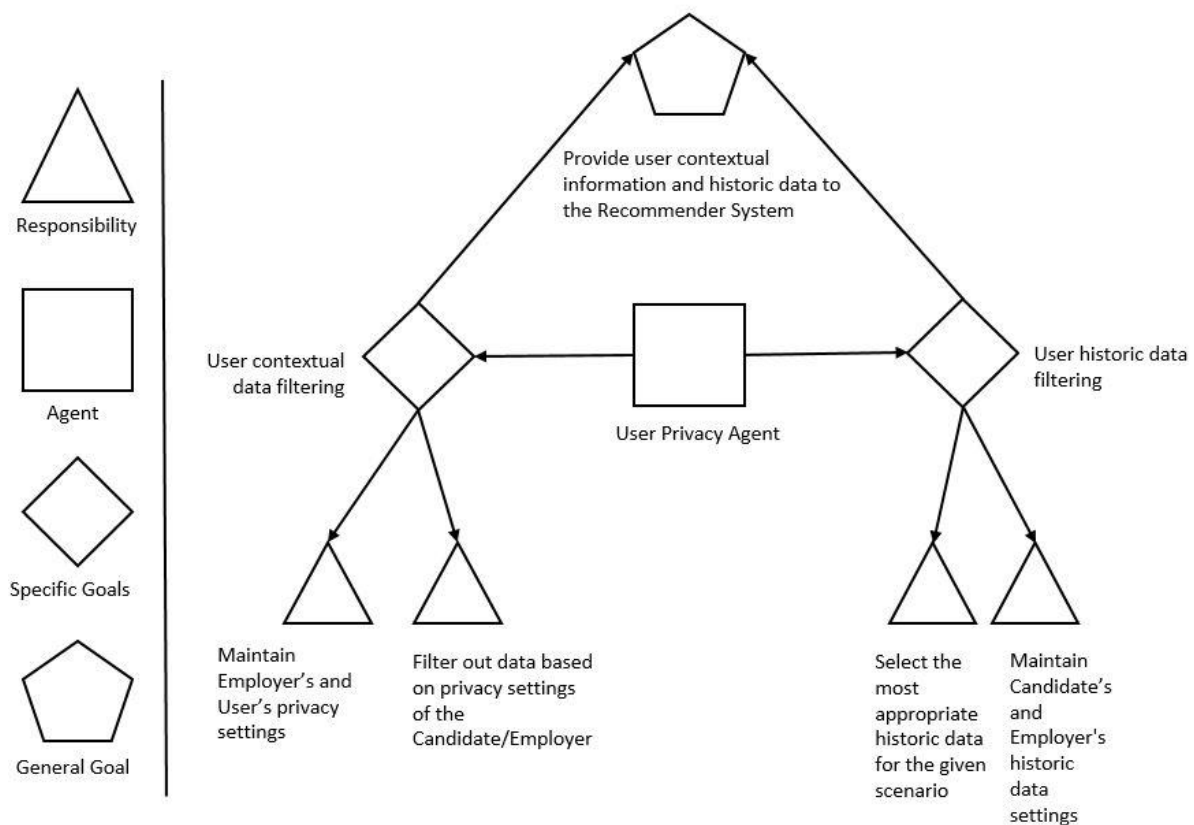 Responsibility
Agent
Specific Goals
General Goal
Provide user contextual
information and historic data to
the Recommender System
User contextual
data filtering
User Privacy Agent
User historic data
filtering
Maintain
Employer’s and
User’s privacy
settings
Filter out data based
on privacy settings
of the
Candidate/Employer
Select the
most
appropriate
historic data
for the given
scenario
Maintain
Candidate’s
and
Employer's
historic
data
settings